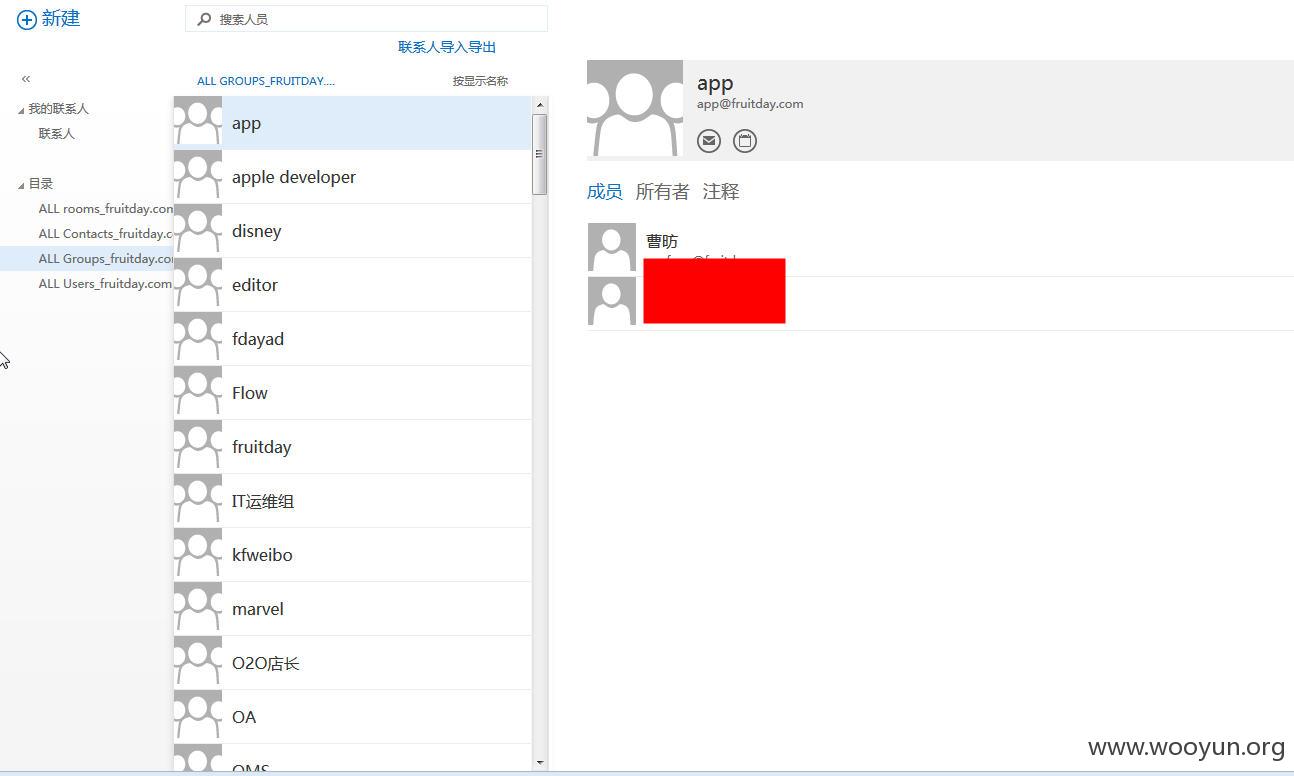 新建
搜索人员
联系人导入导出
«
ALL GROUPS_FRUITDAY....
按显示名称
我的联系人
联系人
目录
ALL rooms_fruitday.com
ALL Contacts_fruitday.c
ALL Groups_fruitday.co
ALL Users_fruitday.com
app
apple developer
disney
editor
fdayad
Flow
fruitday
IT运维组
kfweibo
marvel
O2O店长
OA
OMS
app
app@fruitday.com
成员 所有者 注释
曹昉
www.wooyun.org